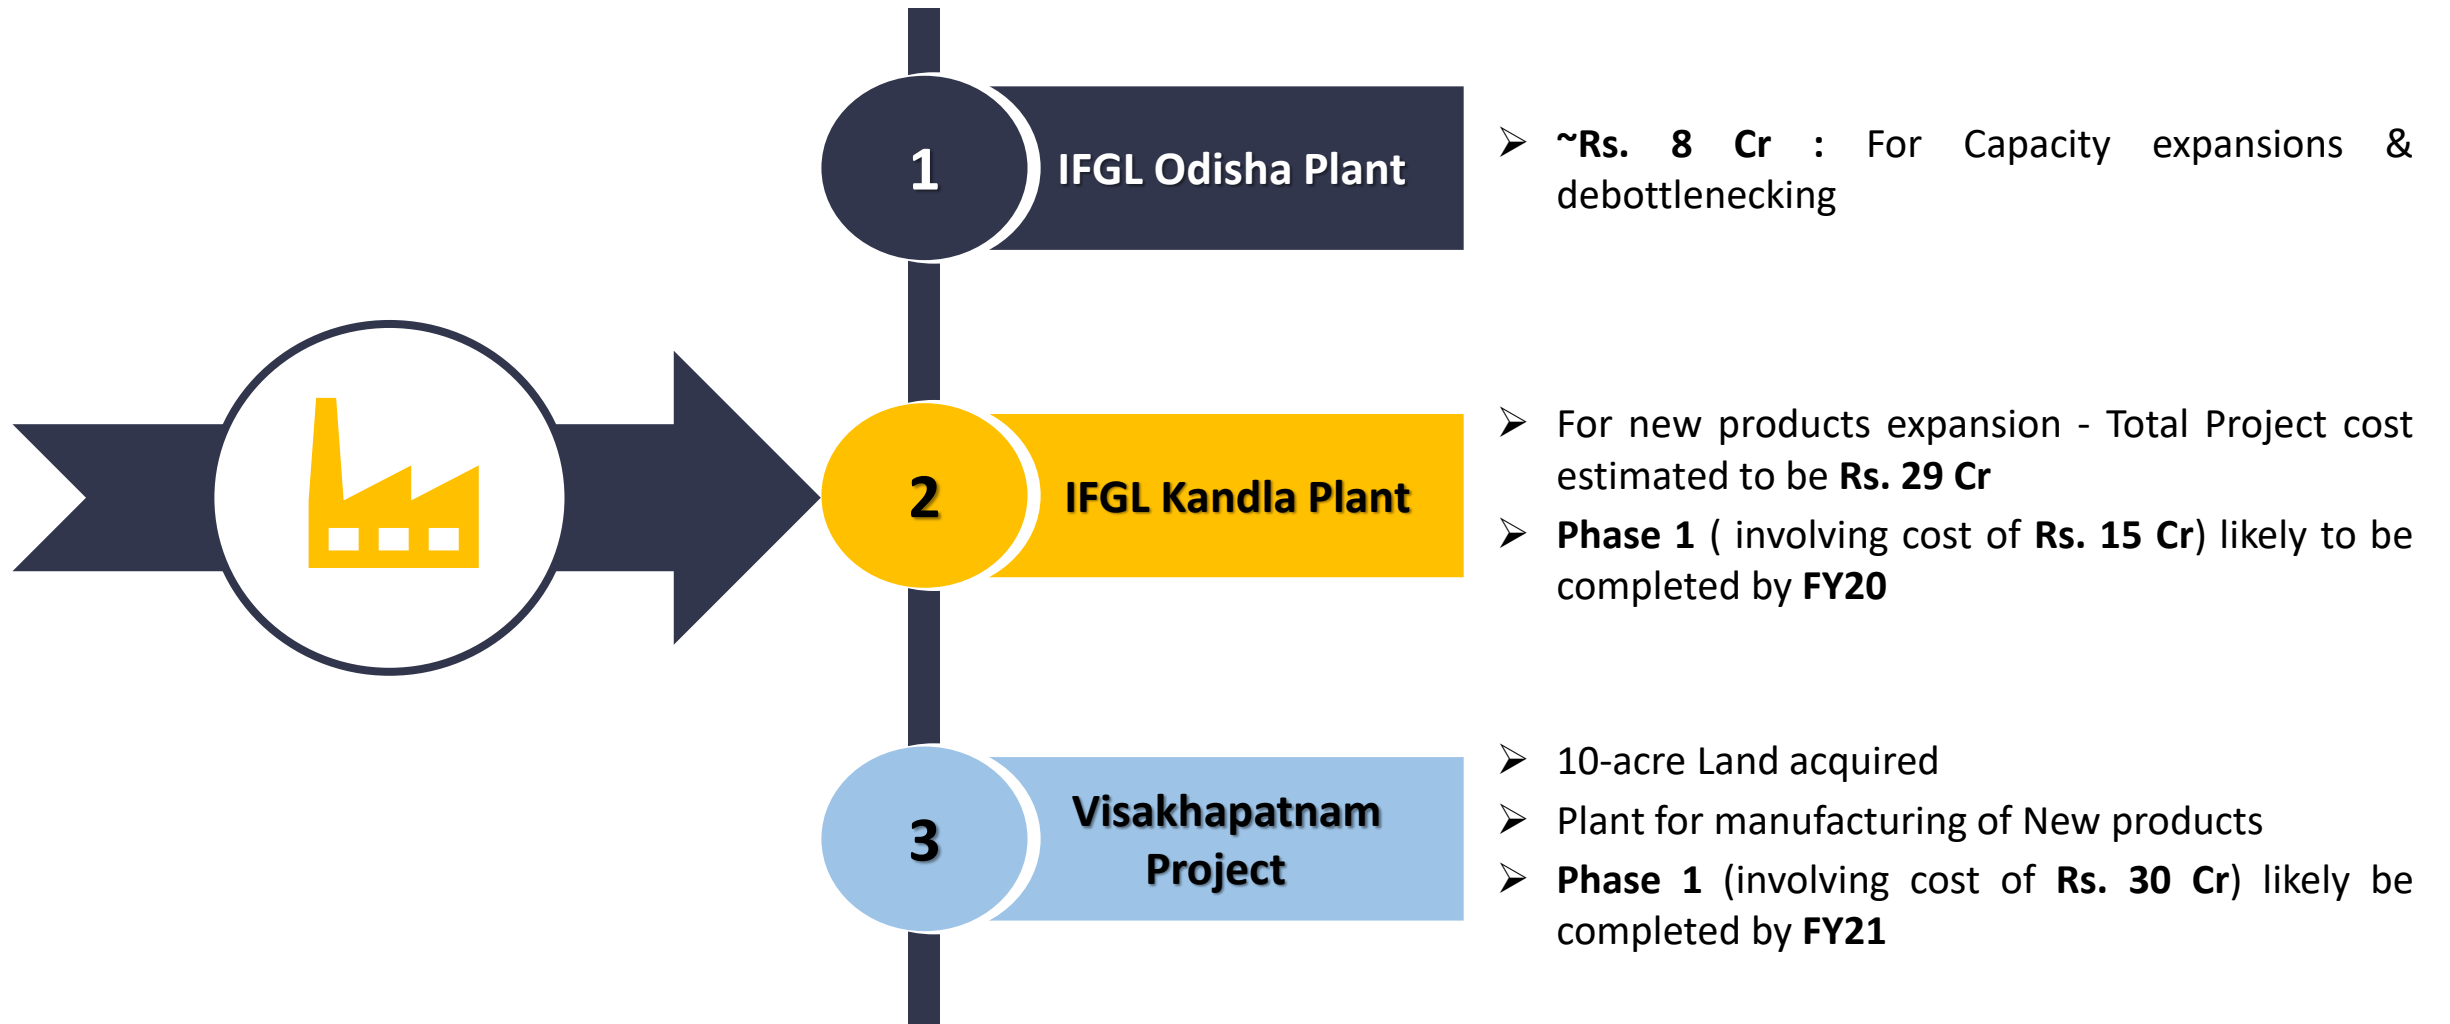 1
IFGL Odisha Plant
➢ ~Rs. 8 Cr : For Capacity expansions &
debottlenecking
2
IFGL Kandla Plant
➢ For new products expansion - Total Project cost
estimated to be Rs. 29 Cr
➢ Phase 1 ( involving cost of Rs. 15 Cr) likely to be
completed by FY20
3
Visakhapatnam
Project
➢ 10-acre Land acquired
➢ Plant for manufacturing of New products
➢ Phase 1 (involving cost of Rs. 30 Cr) likely be
completed by FY21